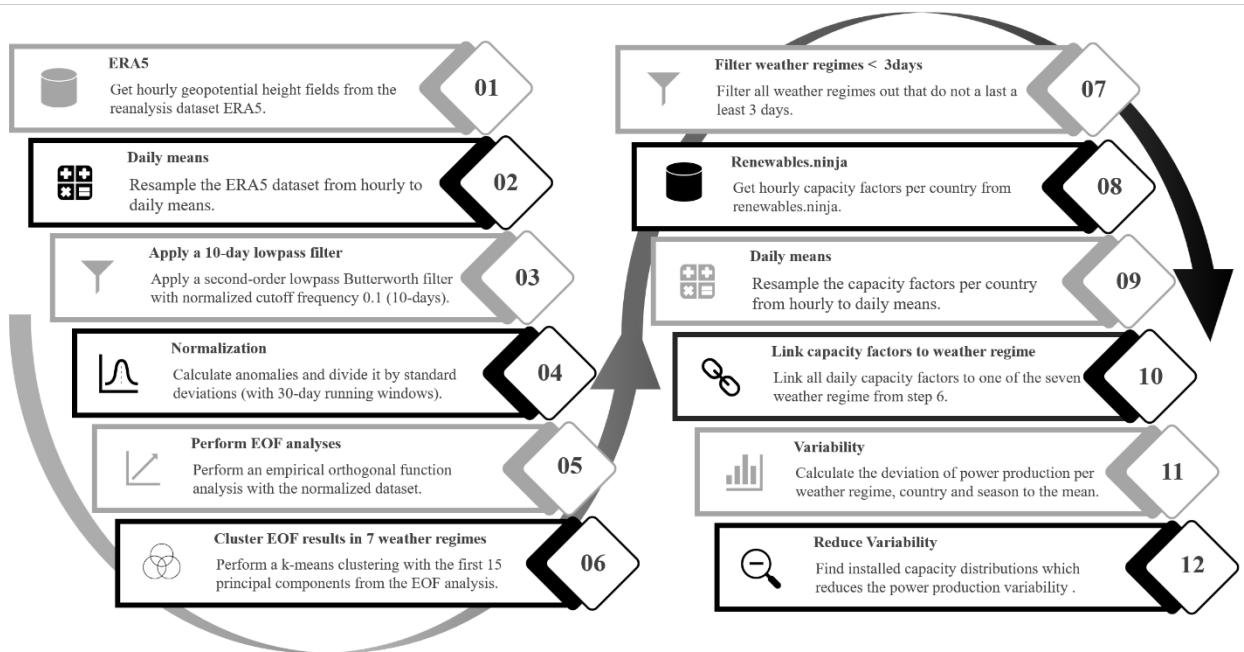 ERA5
Get hourly geopotential height fields from the
reanalysis dataset ERA5.
01
Daily means
Resample the ERA5 dataset from hourly to
daily means.
02
Apply a 10-day lowpass filter
Apply a second-order lowpass Butterworth filter
with normalized cutoff frequency 0.1 (10-days).
03
Normalization
Calculate anomalies and divide it by standard
deviations (with 30-day running windows).
04
Perform EOF analyses
Perform an empirical orthogonal function
analysis with the normalized dataset.
05
Cluster EOF results in 7 weather regimes
Perform a k-means clustering with the first 15
principal components from the EOF analysis.
06
Filter weather regimes < 3days
Filter all weather regimes out that do not a last a
least 3 days.
07
Renewables.ninja
Get hourly capacity factors per country from
renewables.ninja.
08
Daily means
Resample the capacity factors per country
from hourly to daily means.
09
Link capacity factors to weather regime
Link all daily capacity factors to one of the seven
weather regime from step 6.
10
Variability
Calculate the deviation of power production per
weather regime, country and season to the mean.
11
Reduce Variability
Find installed capacity distributions which
reduces the power production variability .
12